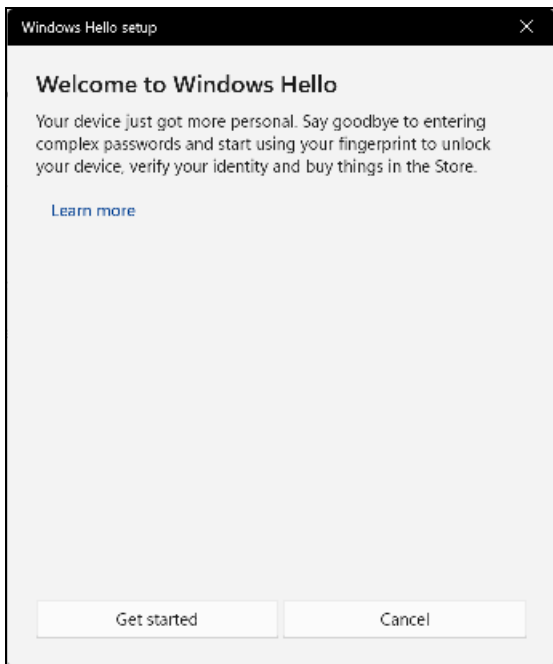 Windows Hello setup
Welcome to Windows Hello
Your device just got more personal. Say goodbye to entering
complex passwords and start using your fingerprint to unlock
your device, verify your identity and buy things in the Store.
Learn more
Get started
Cancel